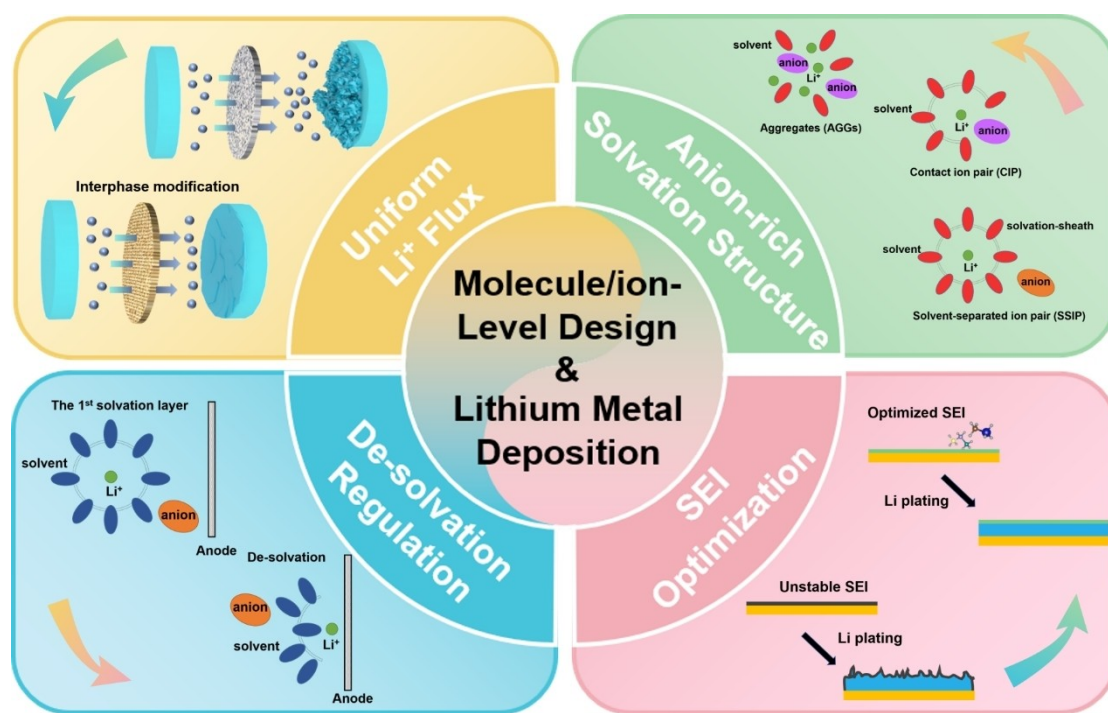 Interphase modification
Uniform
Li⁺ Flux
solvent
anion
Li⁺
anion
Aggregates (AGGs)
solvent
Li⁺
anion
Contact ion pair (CIP)
solvation-sheath
solvent
Li⁺
anion
Solvent-separated ion pair (SSIP)
Anion-rich
Solvation Structure
Molecule/ion-
Level Design
&
Lithium Metal
Deposition
The 1st solvation layer
solvent
Li⁺
anion
Anode
De-solvation
anion
solvent
Li⁺
Anode
De-solvation
Regulation
SEI
Optimization
Optimized SEI
Li plating
Unstable SEI
Li plating